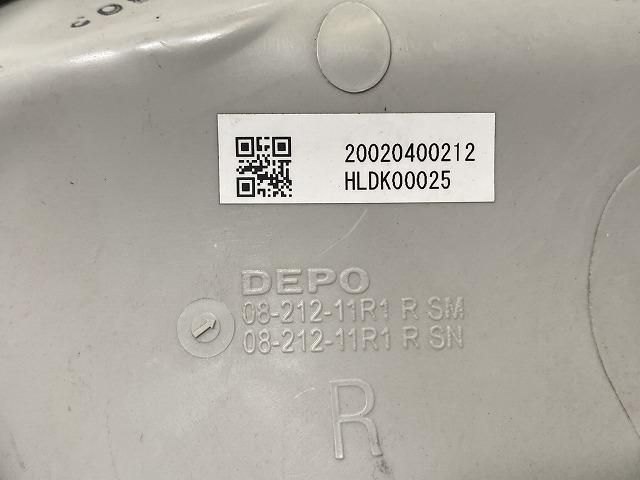 20020400212
HLDK00025
DEPO
08-212-11R1 R SM
08-212-11R1 R SN
R